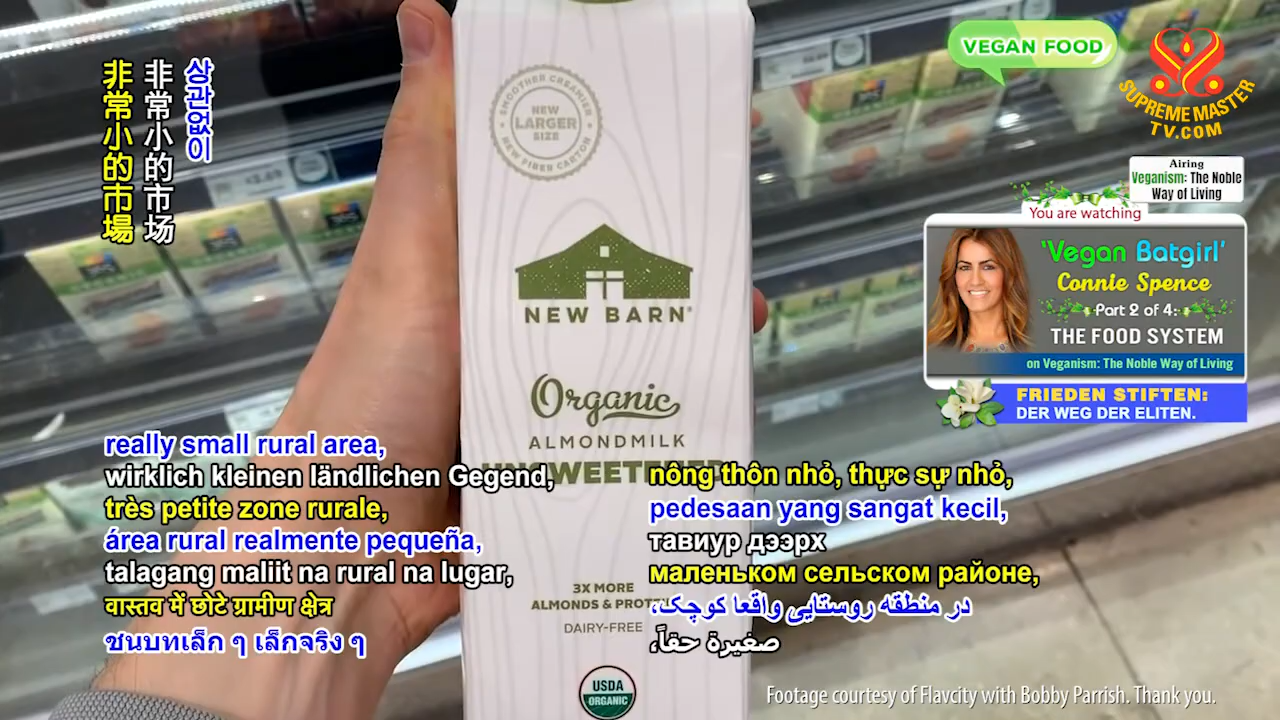 非常小的市場
非常小的市场
상관없이
VEGAN FOOD
SUPREME MASTER
TV.COM
Airing
Veganism: The Noble
Way of Living
You are watching
'Vegan Batgirl'
Connie Spence
Part 2 of 4:
THE FOOD SYSTEM
on Veganism: The Noble Way of Living
FRIEDEN STIFTEN:
DER WEG DER ELITEN.
SMOOTHER CREAMIER
NEW
LARGER
SIZE
NEW FIBER CARTON
NEW BARN®
Organic
ALMONDMILK
3X MORE
ALMONDS &
DAIRY-FREE
USDA
ORGANIC
really small rural area,
wirklich kleinen ländlichen Gegend,
très petite zone rurale,
área rural realmente pequeña,
talagang maliit na rural na lugar,
वास्तव में छोटे ग्रामीण क्षेत्र
ชนบทเล็ก ๆ เล็กจริง ๆ
nông thôn nhỏ, thực sự nhỏ,
pedesaan yang sangat kecil,
тавиур дээрх
маленьком сельском районе,
در منطقه روستایی واقعا کوچک،
صغيرة حقاً،
Footage courtesy of Flavcity with Bobby Parrish. Thank you.